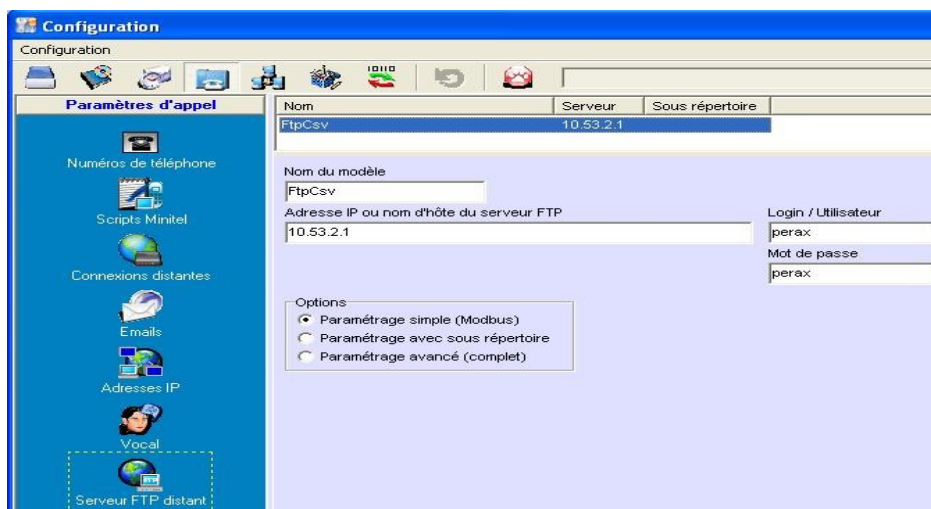 Configuration
Configuration
Paramètres d'appel
Numéros de téléphone
Scripts Minitel
Connexions distantes
Emails
Adresses IP
Vocal
Serveur FTP distant
Nom Serveur Sous répertoire
FtpCsv 10.53.2.1
Nom du modèle
FtpCsv
Adresse IP ou nom d'hôte du serveur FTP
10.53.2.1
Login / Utilisateur
perax
Mot de passe
perax
Options
Paramétrage simple (Modbus)
Paramétrage avec sous répertoire
Paramétrage avancé (complet)